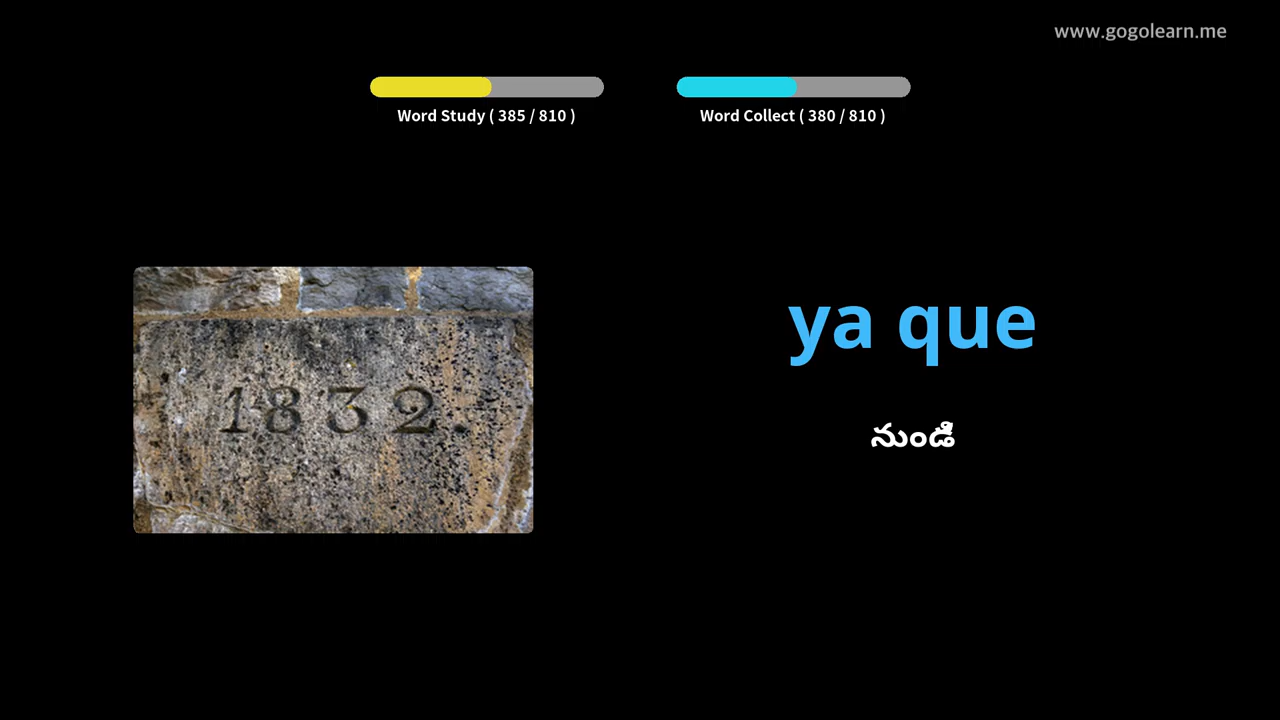 www.gogolearn.me
Word Study ( 385 / 810 )
Word Collect ( 380 / 810 )
1832.
ya que
నుండి